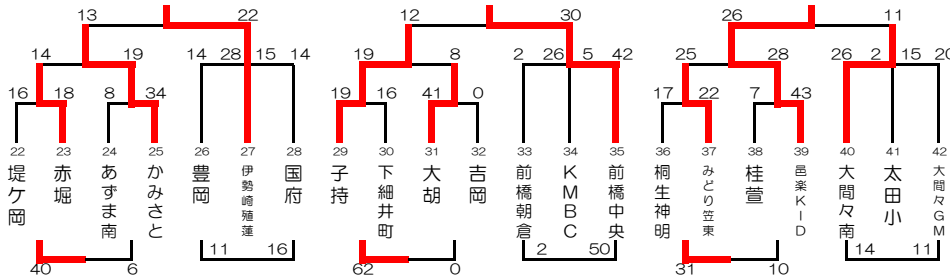 13 22 12 30 26 11
14 19 14 28 15 14 19 8 2 26 5 42 25 28 26 2 15 20
16 18 8 34 19 16 41 0 17 22 7 43
22 23 24 25 26 27 28 29 30 31 32 33 34 35 36 37 38 39 40 41 42
堤ケ岡
赤堀
あずま南
かみさと
豊岡
伊勢崎殖蓮
国府
子持
下細井町
大胡
吉岡
前橋朝倉
KMBC
前橋中央
桐生神明
みどり笠東
桂萱
邑楽KID
大間々南
太田小
大間々GM
11 16 2 50 14 11
40 6 62 0 31 10